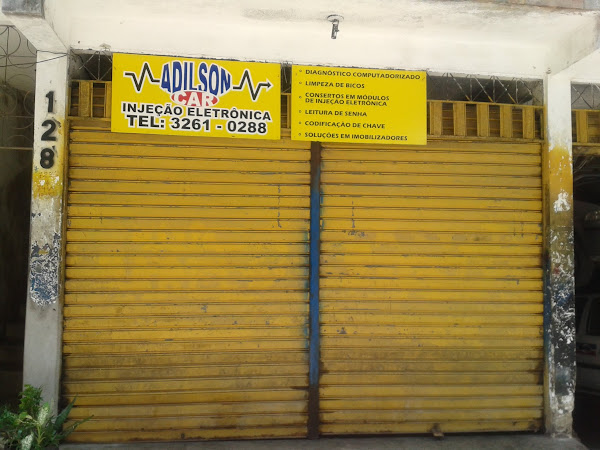 ADILSON
CAR
INJEÇÃO ELETRÔNICA
TEL: 3261 - 0288
• DIAGNÓSTICO COMPUTADORIZADO
• LIMPEZA DE BICOS
• CONSERTOS EM MÓDULOS
DE INJEÇÃO ELETRÔNICA
• LEITURA DE SENHA
• CODIFICAÇÃO DE CHAVE
• SOLUÇÕES EM IMOBILIZADORES
128